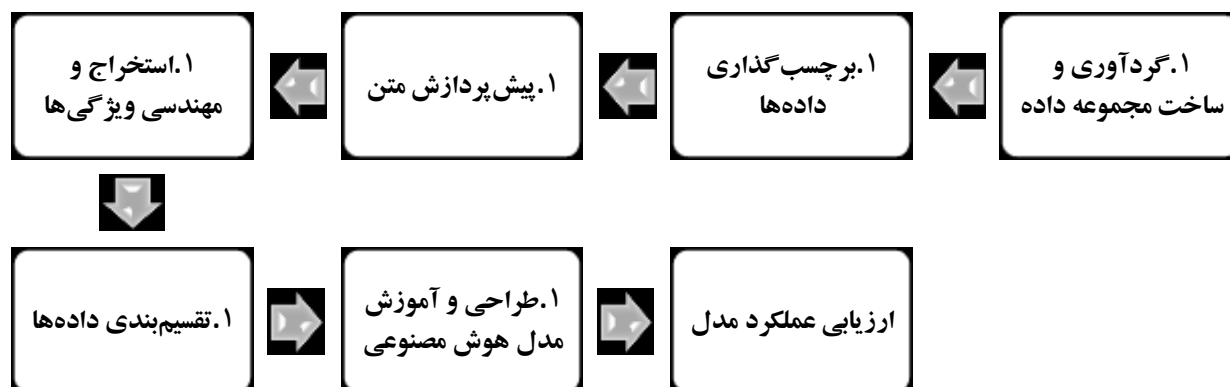 ۱.گردآوری و
ساخت مجموعه داده
۱.برچسب‌گذاری
داده‌ها
۱.پیش‌پردازش متن
۱.استخراج و
مهندسی ویژگی‌ها
۱.تقسیم‌بندی داده‌ها
۱.طراحی و آموزش
مدل هوش مصنوعی
ارزیابی عملکرد مدل